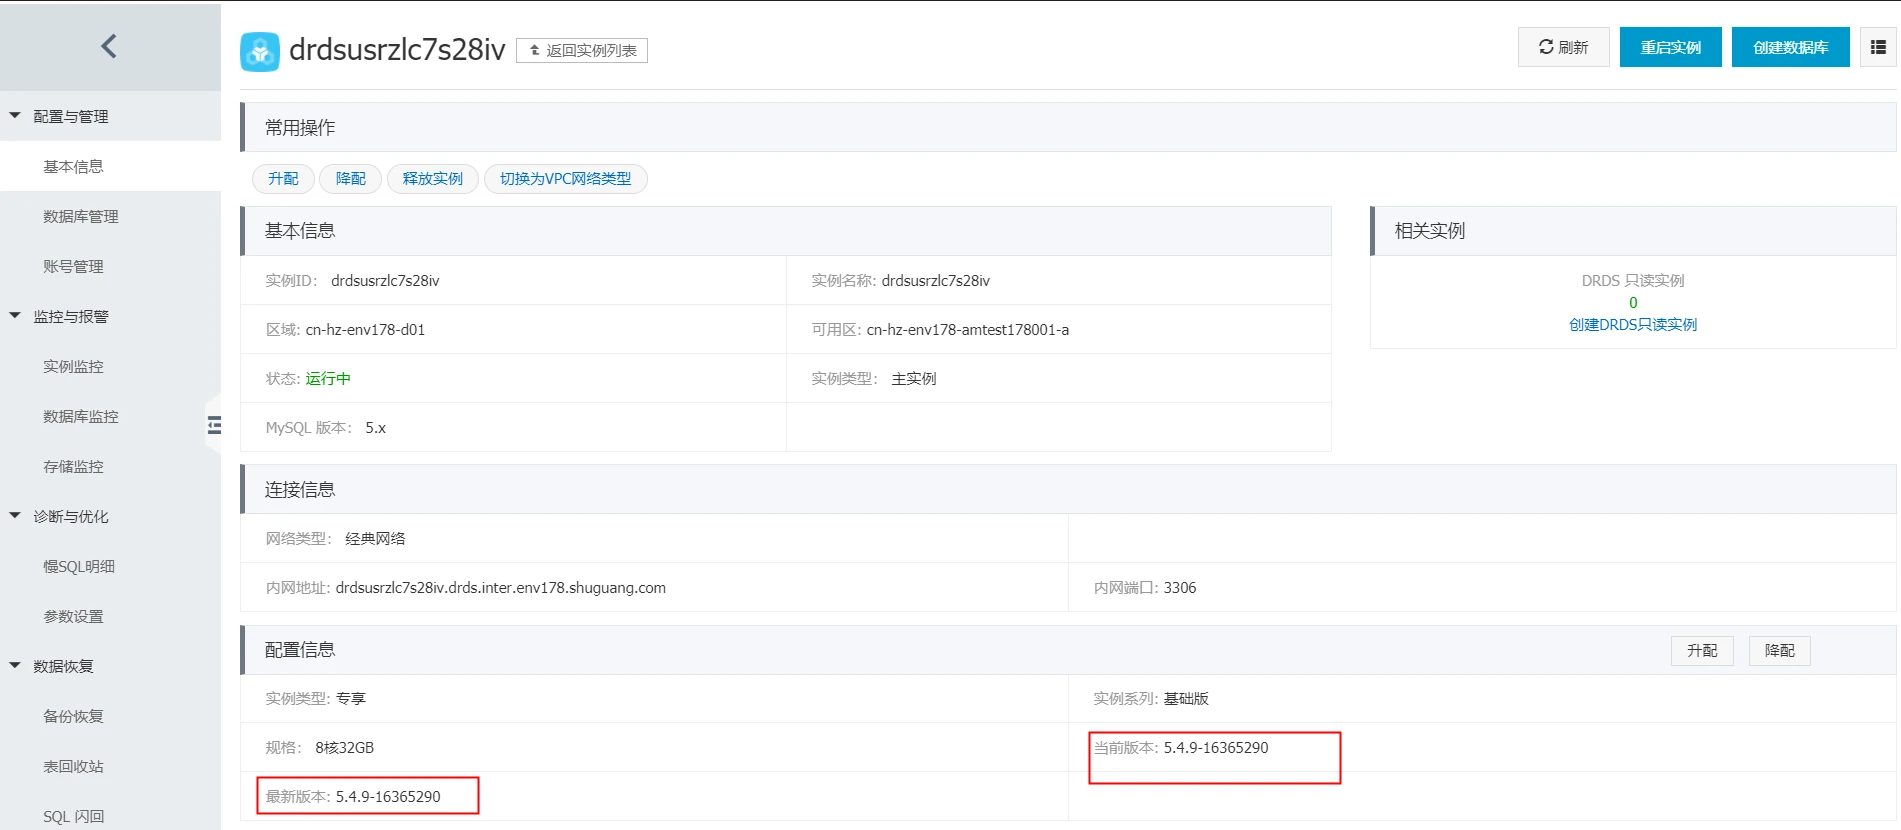 drdsusrzlc7s28iv
返回实例列表
刷新
重启实例
创建数据库
配置与管理
基本信息
数据库管理
账号管理
监控与报警
实例监控
数据库监控
存储监控
诊断与优化
慢SQL明细
参数设置
数据恢复
备份恢复
表回收站
SQL 闪回
常用操作
升配 降配 释放实例 切换为VPC网络类型
基本信息
实例ID: drdsusrzlc7s28iv
实例名称: drdsusrzlc7s28iv
区域: cn-hz-env178-d01
可用区: cn-hz-env178-amtest178001-a
状态: 运行中
实例类型: 主实例
MySQL 版本: 5.x
相关实例
DRDS 只读实例
0
创建DRDS只读实例
连接信息
网络类型: 经典网络
内网地址: drdsusrzlc7s28iv.drds.inter.env178.shuguang.com
内网端口: 3306
配置信息
升配 降配
实例类型: 专享
实例系列: 基础版
规格: 8核32GB
当前版本: 5.4.9-16365290
最新版本: 5.4.9-16365290